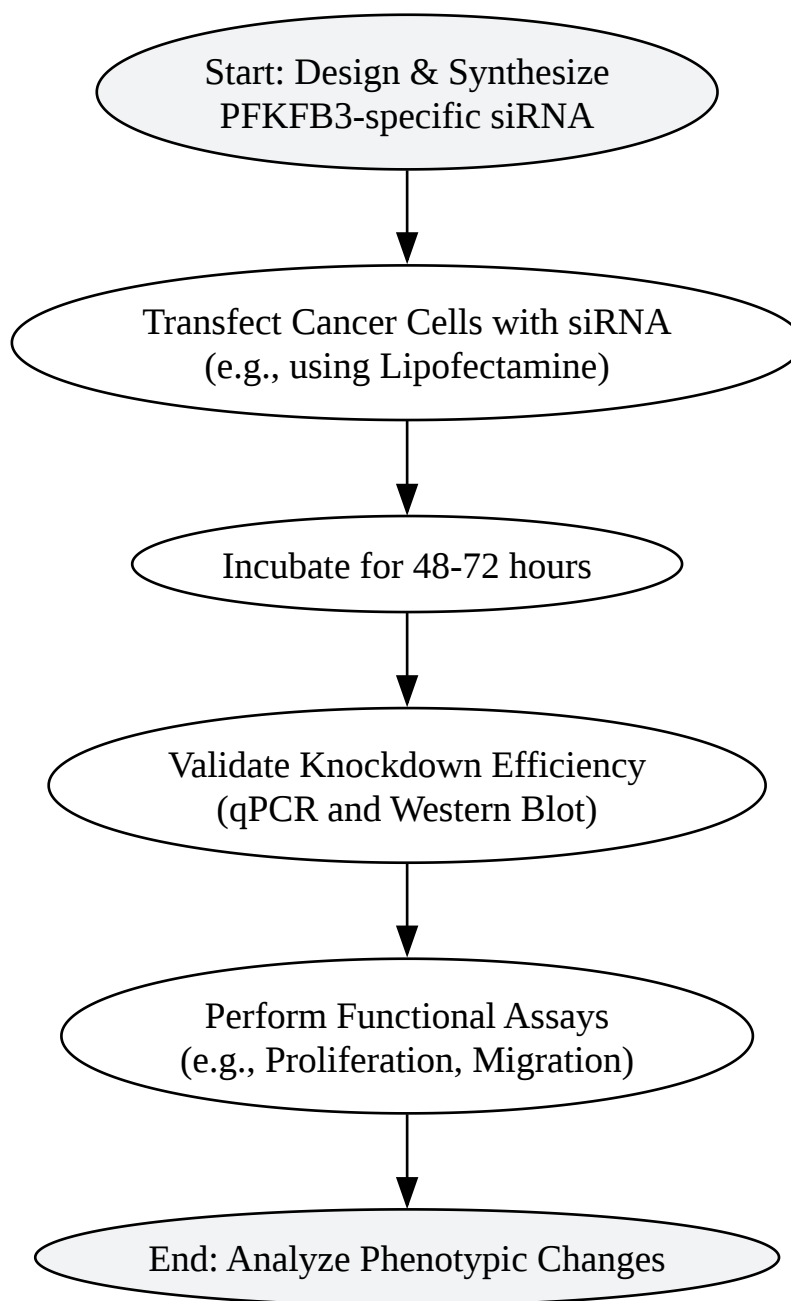 Start: Design & Synthesize
PFKFB3-specific siRNA
Transfect Cancer Cells with siRNA
(e.g., using Lipofectamine)
Incubate for 48-72 hours
Validate Knockdown Efficiency
(qPCR and Western Blot)
Perform Functional Assays
(e.g., Proliferation, Migration)
End: Analyze Phenotypic Changes